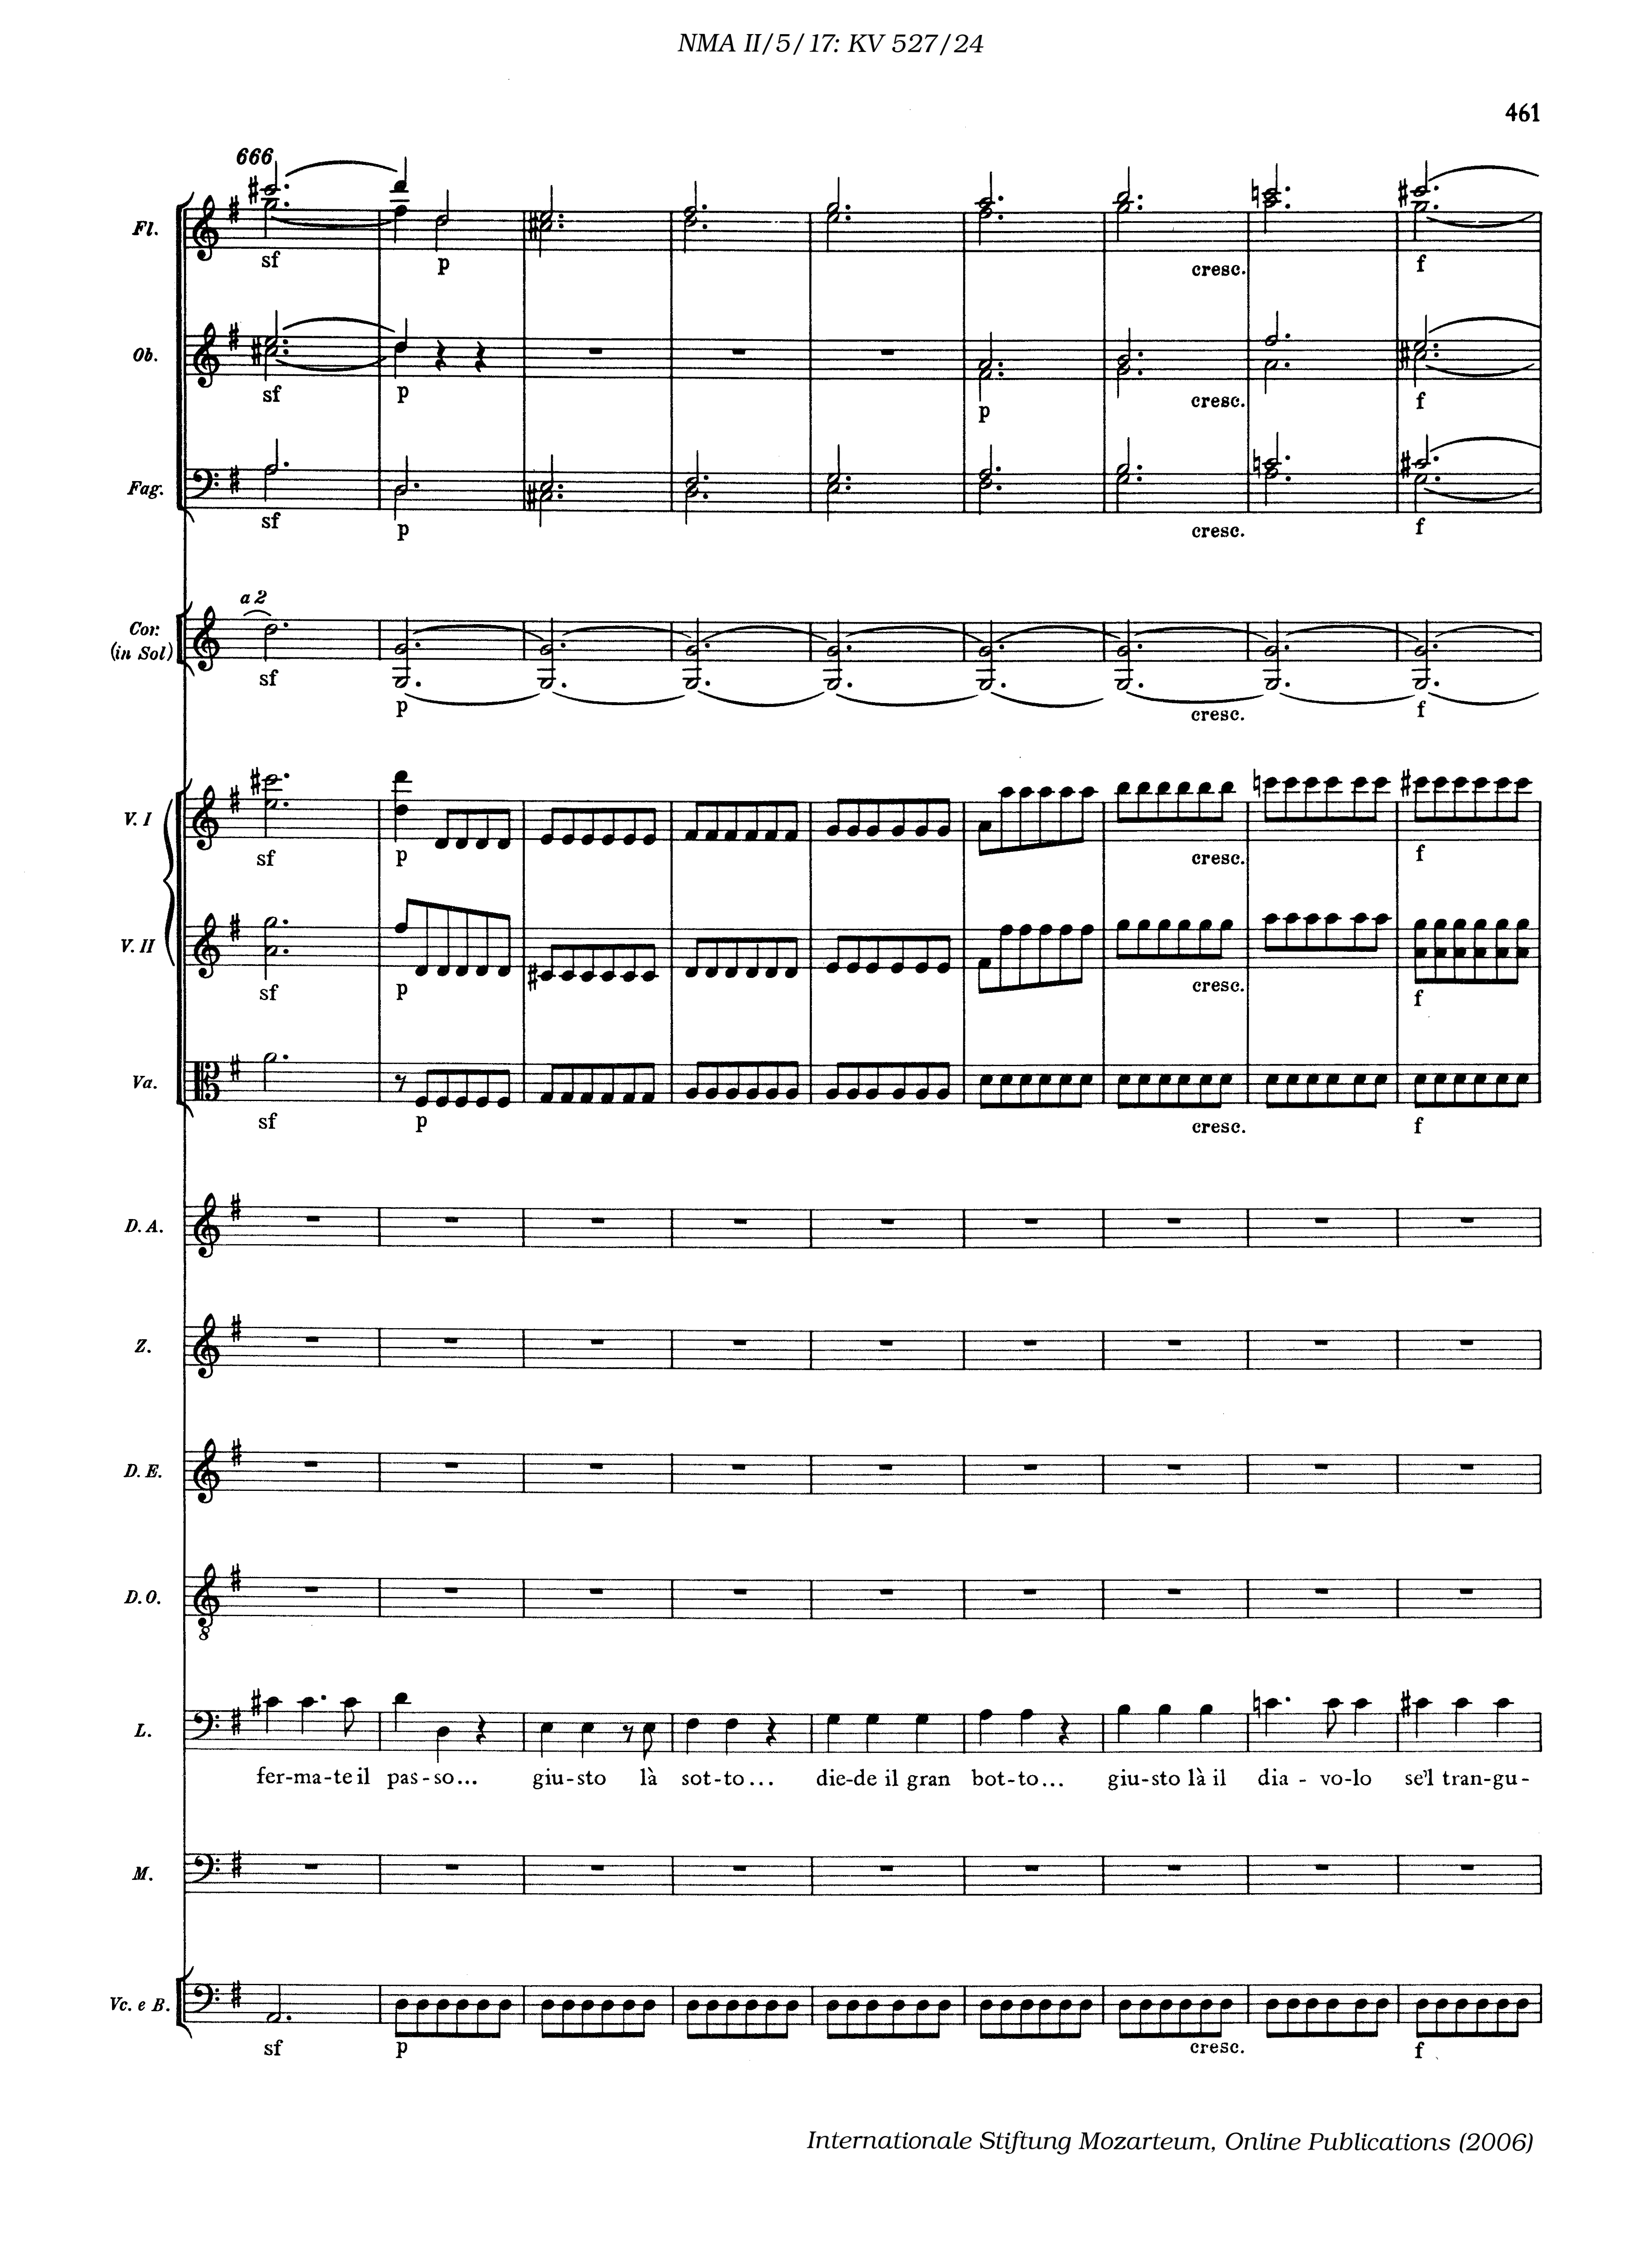 NMA II/5/17: KV 527/24
461
666
Fl.
sf p cresc. f
Ob.
sf p p cresc. f
Fag.
sf p cresc. f
a 2
Cor. (in Sol)
sf p cresc. f
V. I
sf p cresc. f
V. II
sf p cresc. f
Va.
sf p cresc. f
D. A.
Z.
D. E.
D. O.
8
L.
fer-ma-te il pas-so... giu-sto là sot-to... die-de il gran bot-to... giu-sto là il dia - vo-lo se'l tran-gu-
M.
Vc. e B.
sf p cresc. f
Internationale Stiftung Mozarteum, Online Publications (2006)